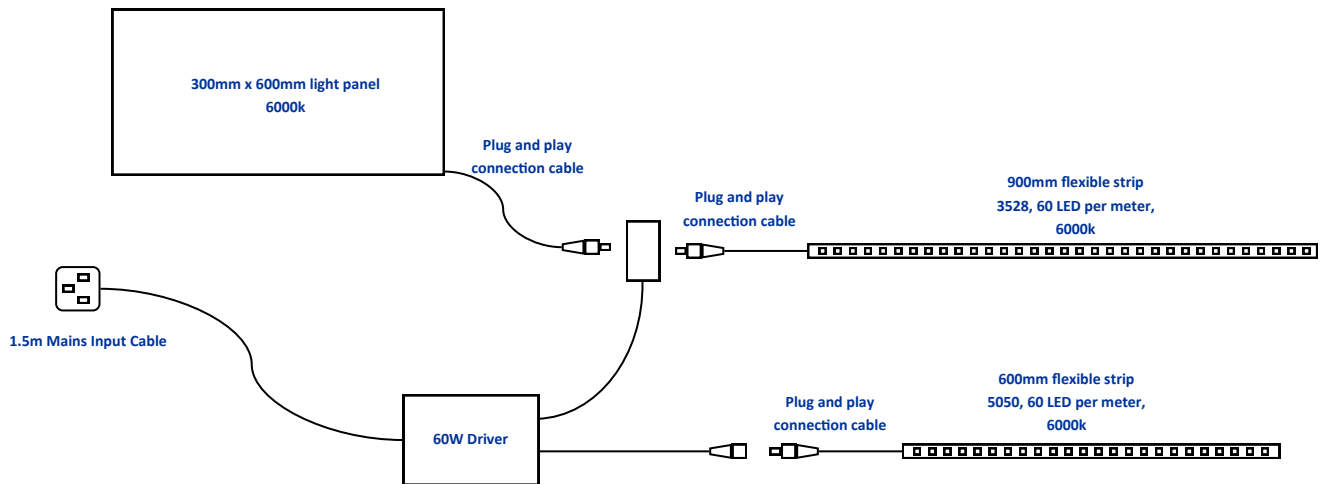 300mm x 600mm light panel
6000k
Plug and play
connection cable
Plug and play
connection cable
900mm flexible strip
3528, 60 LED per meter,
6000k
1.5m Mains Input Cable
60W Driver
Plug and play
connection cable
600mm flexible strip
5050, 60 LED per meter,
6000k